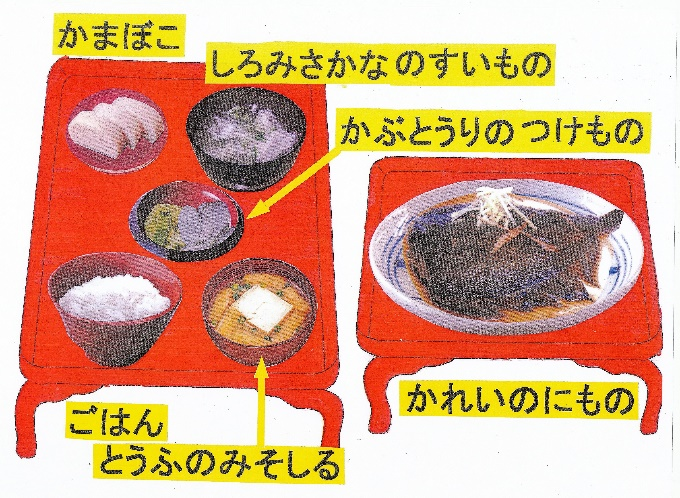 かまぼこ
しろみさかなのすいもの
かぶとうりのつけもの
かれいのにもの
ごはん
とうふのみそしる